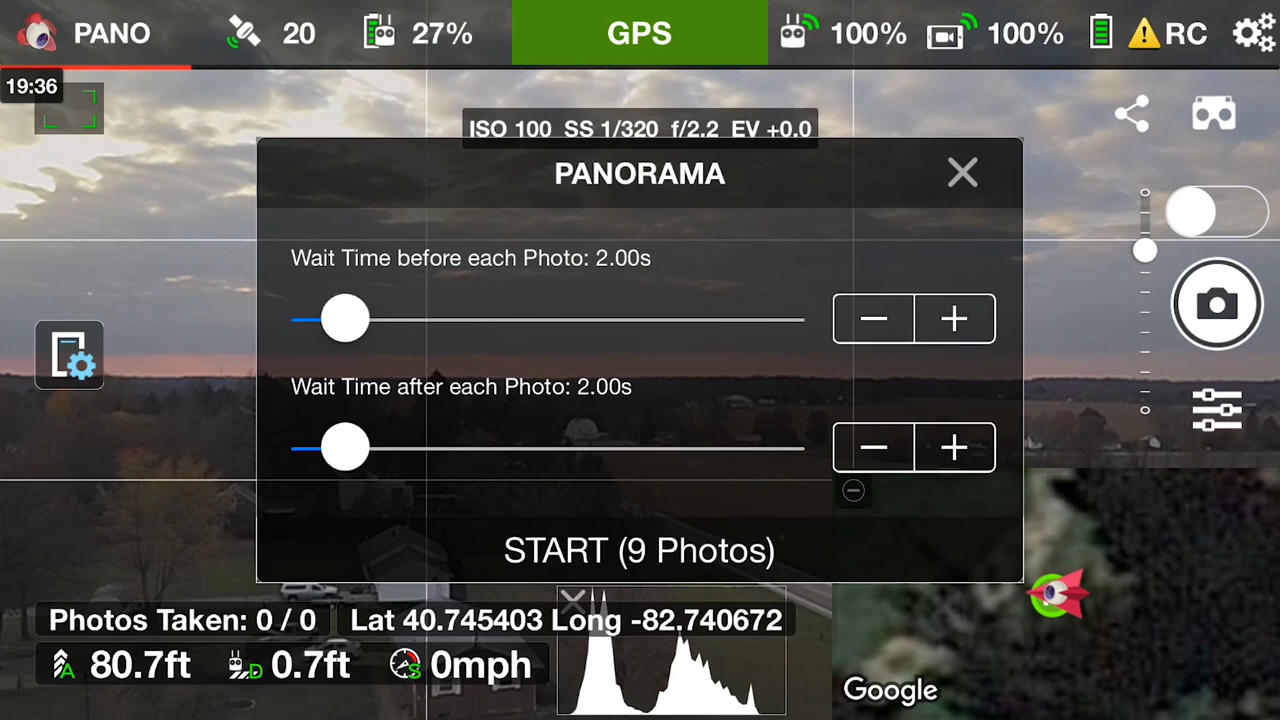 PANO 20 27% GPS 100% 100% RC
19:36
ISO 100 SS 1/320 f/2.2 EV +0.0
PANORAMA
Wait Time before each Photo: 2.00s
Wait Time after each Photo: 2.00s
START (9 Photos)
Photos Taken: 0 / 0 Lat 40.745403 Long -82.740672
A 80.7ft D 0.7ft S 0mph
Google